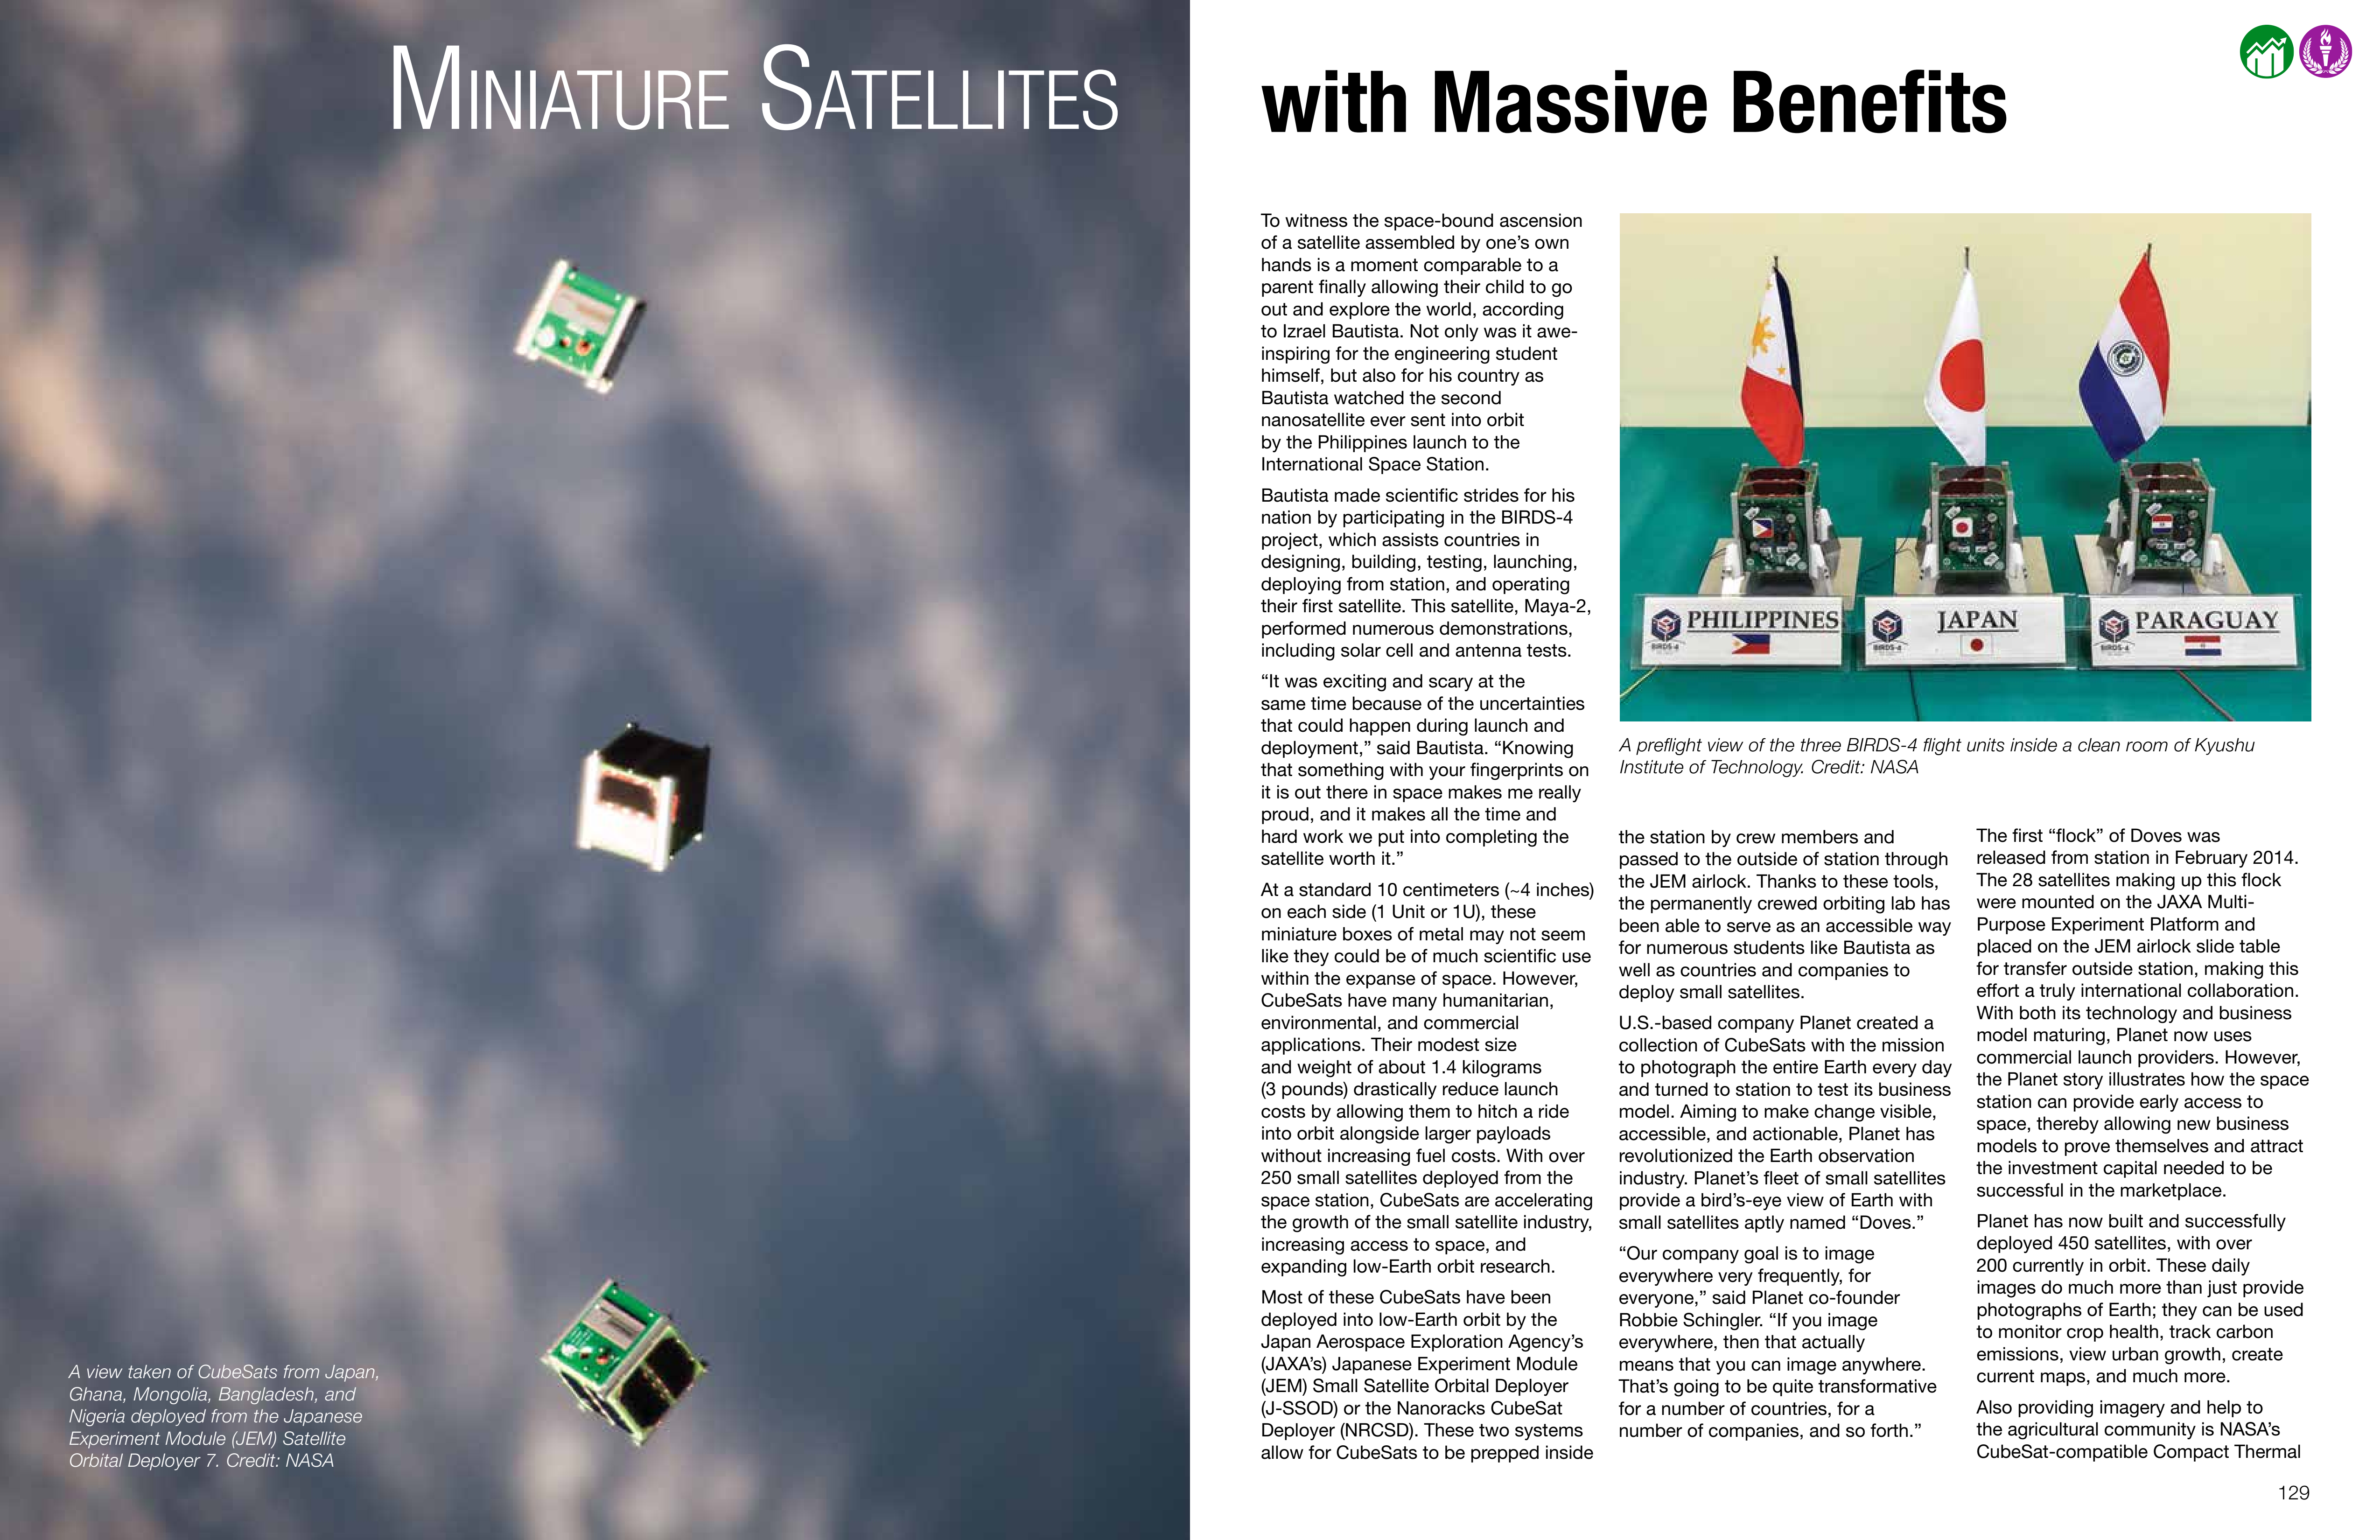 MINIATURE SATELLITES
with Massive Benefits
To witness the space-bound ascension
of a satellite assembled by one’s own
hands is a moment comparable to a
parent finally allowing their child to go
out and explore the world, according
to Izrael Bautista. Not only was it awe-
inspiring for the engineering student
himself, but also for his country as
Bautista watched the second
nanosatellite ever sent into orbit
by the Philippines launch to the
International Space Station.
Bautista made scientific strides for his
nation by participating in the BIRDS-4
project, which assists countries in
designing, building, testing, launching,
deploying from station, and operating
their first satellite. This satellite, Maya-2,
performed numerous demonstrations,
including solar cell and antenna tests.
“It was exciting and scary at the
same time because of the uncertainties
that could happen during launch and
deployment,” said Bautista. “Knowing
that something with your fingerprints on
it is out there in space makes me really
proud, and it makes all the time and
hard work we put into completing the
satellite worth it.”
At a standard 10 centimeters (~4 inches)
on each side (1 Unit or 1U), these
miniature boxes of metal may not seem
like they could be of much scientific use
within the expanse of space. However,
CubeSats have many humanitarian,
environmental, and commercial
applications. Their modest size
and weight of about 1.4 kilograms
(3 pounds) drastically reduce launch
costs by allowing them to hitch a ride
into orbit alongside larger payloads
without increasing fuel costs. With over
250 small satellites deployed from the
space station, CubeSats are accelerating
the growth of the small satellite industry,
increasing access to space, and
expanding low-Earth orbit research.
Most of these CubeSats have been
deployed into low-Earth orbit by the
Japan Aerospace Exploration Agency’s
(JAXA’s) Japanese Experiment Module
(JEM) Small Satellite Orbital Deployer
(J-SSOD) or the Nanoracks CubeSat
Deployer (NRCSD). These two systems
allow for CubeSats to be prepped inside
PHILIPPINES
BIRDS-4
JAPAN
BIRDS-4
PARAGUAY
BIRDS-4
A preflight view of the three BIRDS-4 flight units inside a clean room of Kyushu
Institute of Technology. Credit: NASA
the station by crew members and
passed to the outside of station through
the JEM airlock. Thanks to these tools,
the permanently crewed orbiting lab has
been able to serve as an accessible way
for numerous students like Bautista as
well as countries and companies to
deploy small satellites.
U.S.-based company Planet created a
collection of CubeSats with the mission
to photograph the entire Earth every day
and turned to station to test its business
model. Aiming to make change visible,
accessible, and actionable, Planet has
revolutionized the Earth observation
industry. Planet’s fleet of small satellites
provide a bird’s-eye view of Earth with
small satellites aptly named “Doves.”
“Our company goal is to image
everywhere very frequently, for
everyone,” said Planet co-founder
Robbie Schingler. “If you image
everywhere, then that actually
means that you can image anywhere.
That’s going to be quite transformative
for a number of countries, for a
number of companies, and so forth.”
The first “flock” of Doves was
released from station in February 2014.
The 28 satellites making up this flock
were mounted on the JAXA Multi-
Purpose Experiment Platform and
placed on the JEM airlock slide table
for transfer outside station, making this
effort a truly international collaboration.
With both its technology and business
model maturing, Planet now uses
commercial launch providers. However,
the Planet story illustrates how the space
station can provide early access to
space, thereby allowing new business
models to prove themselves and attract
the investment capital needed to be
successful in the marketplace.
Planet has now built and successfully
deployed 450 satellites, with over
200 currently in orbit. These daily
images do much more than just provide
photographs of Earth; they can be used
to monitor crop health, track carbon
emissions, view urban growth, create
current maps, and much more.
Also providing imagery and help to
the agricultural community is NASA’s
CubeSat-compatible Compact Thermal
A view taken of CubeSats from Japan,
Ghana, Mongolia, Bangladesh, and
Nigeria deployed from the Japanese
Experiment Module (JEM) Satellite
Orbital Deployer 7. Credit: NASA
129